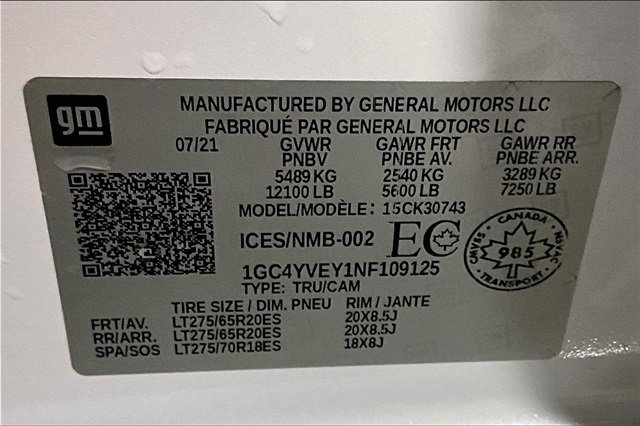 gm
MANUFACTURED BY GENERAL MOTORS LLC
FABRIQUÉ PAR GENERAL MOTORS LLC
07/21 GVWR GAWR FRT GAWR RR
PNBV PNBE AV. PNBE ARR.
5489 KG 2540 KG 3289 KG
12100 LB 5600 LB 7250 LB
MODEL/MODÈLE: 15CK30743
ICES/NMB-002 EC
CANADA
985
TRANSPORT
1GC4YVEY1NF109125
TYPE: TRU/CAM
TIRE SIZE / DIM. PNEU RIM / JANTE
FRT/AV. LT275/65R20ES 20X8.5J
RR/ARR. LT275/65R20ES 20X8.5J
SPA/SOS LT275/70R18ES 18X8J